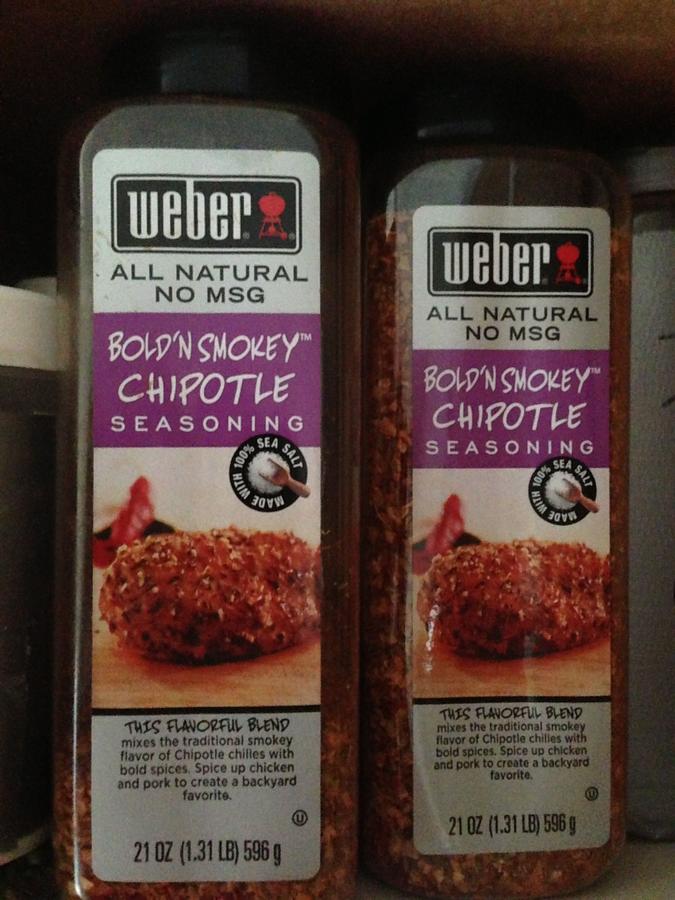 weber
ALL NATURAL
NO MSG
BOLD'N SMOKEY™
CHIPOTLE
SEASONING
MADE WITH 100% SEA SALT
THIS FLAVORFUL BLEND
mixes the traditional smokey
flavor of Chipotle chilles with
bold spices. Spice up chicken
and pork to create a backyard
favorite.
U
21 OZ (1.31 LB) 596 g
weber
ALL NATURAL
NO MSG
BOLD'N SMOKEY™
CHIPOTLE
SEASONING
MADE WITH 100% SEA SALT
THIS FLAVORFUL BLEND
mixes the traditional smokey
flavor of Chipotle chilles with
bold spices. Spice up chicken
and pork to create a backyard
favorite.
U
21 OZ (1.31 LB) 596 g